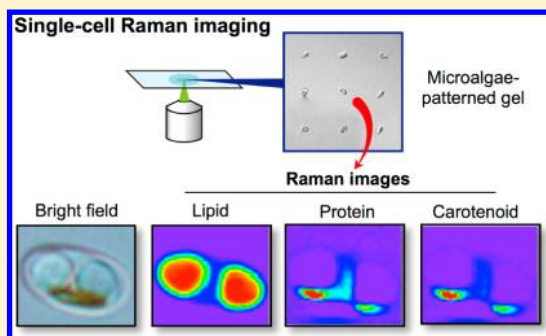 Single-cell Raman imaging
Microalgae-
patterned gel
Raman images
Bright field
Lipid
Protein
Carotenoid